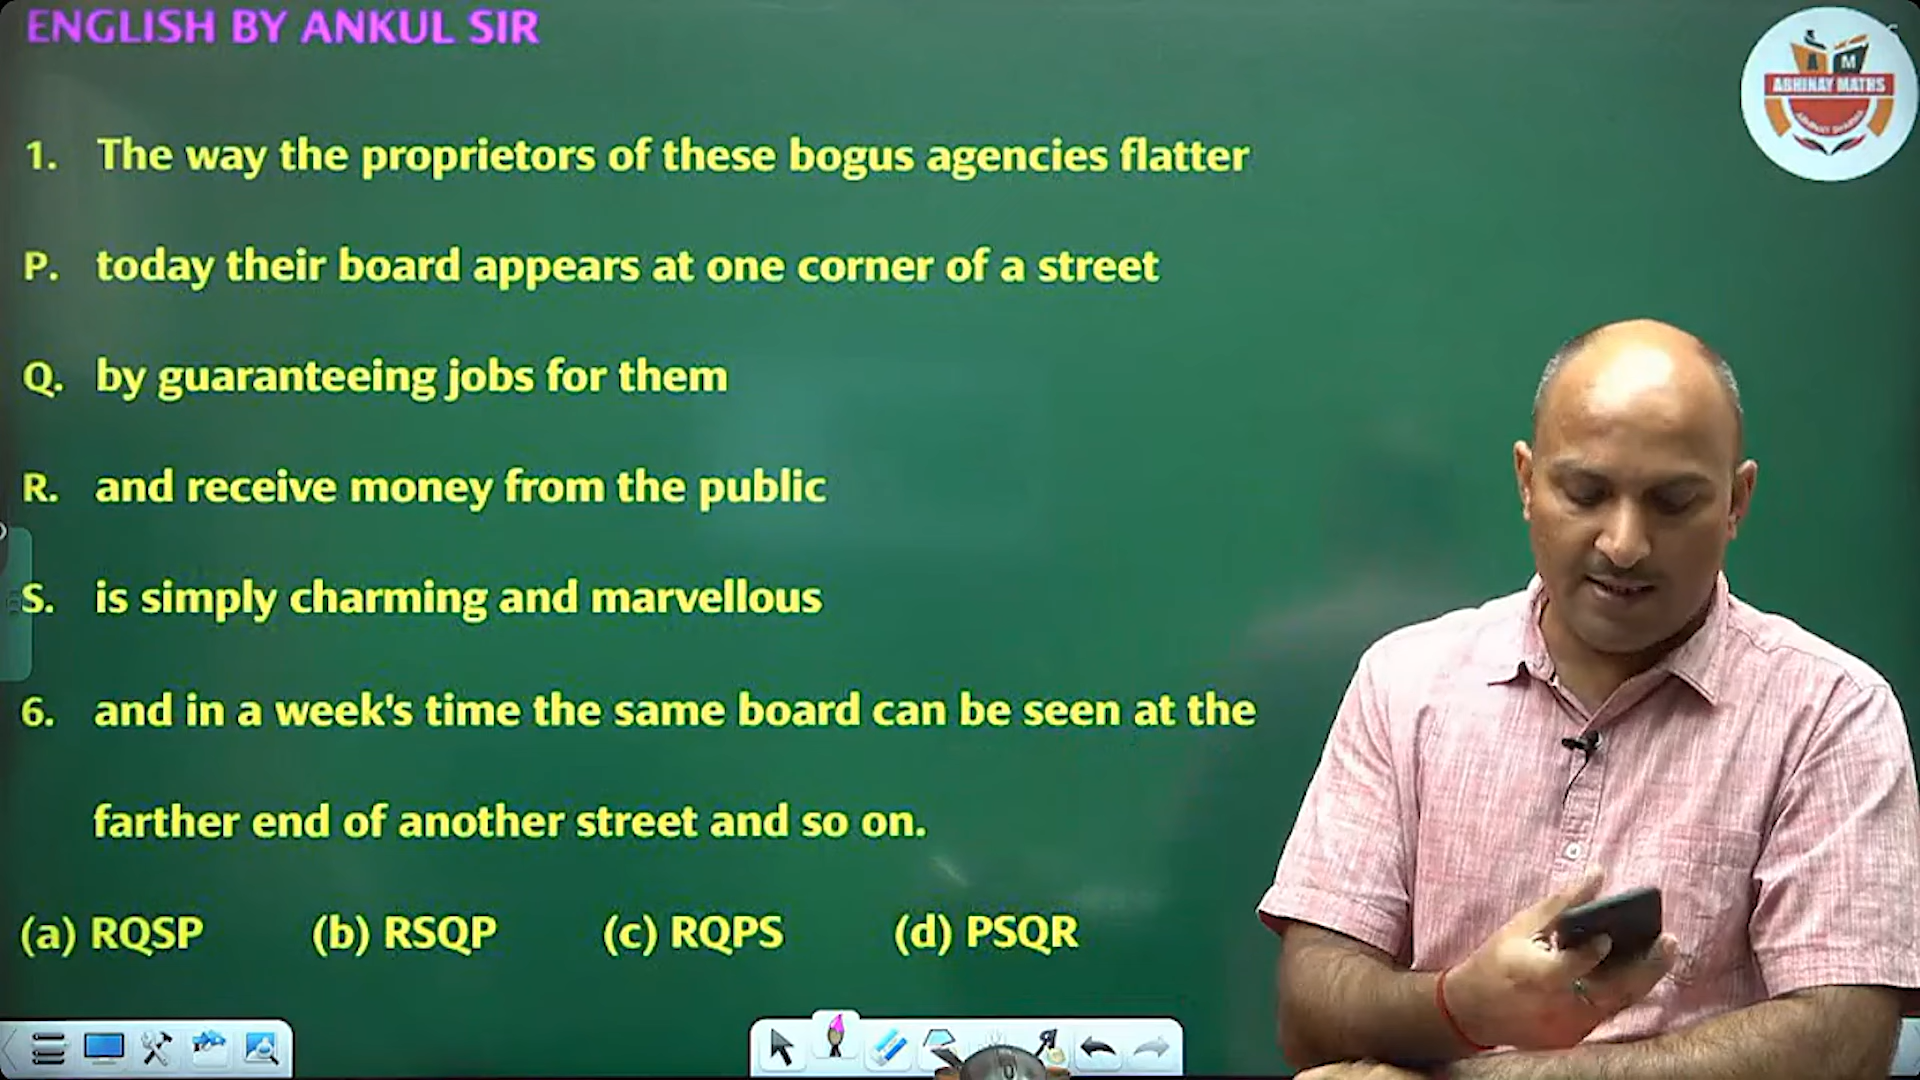 ENGLISH BY ANKUL SIR
1. The way the proprietors of these bogus agencies flatter
P. today their board appears at one corner of a street
Q. by guaranteeing jobs for them
R. and receive money from the public
S. is simply charming and marvellous
6. and in a week's time the same board can be seen at the
farther end of another street and so on.
(a) RQSP (b) RSQP (c) RQPS (d) PSQR
A M
ABHINAY MATHS